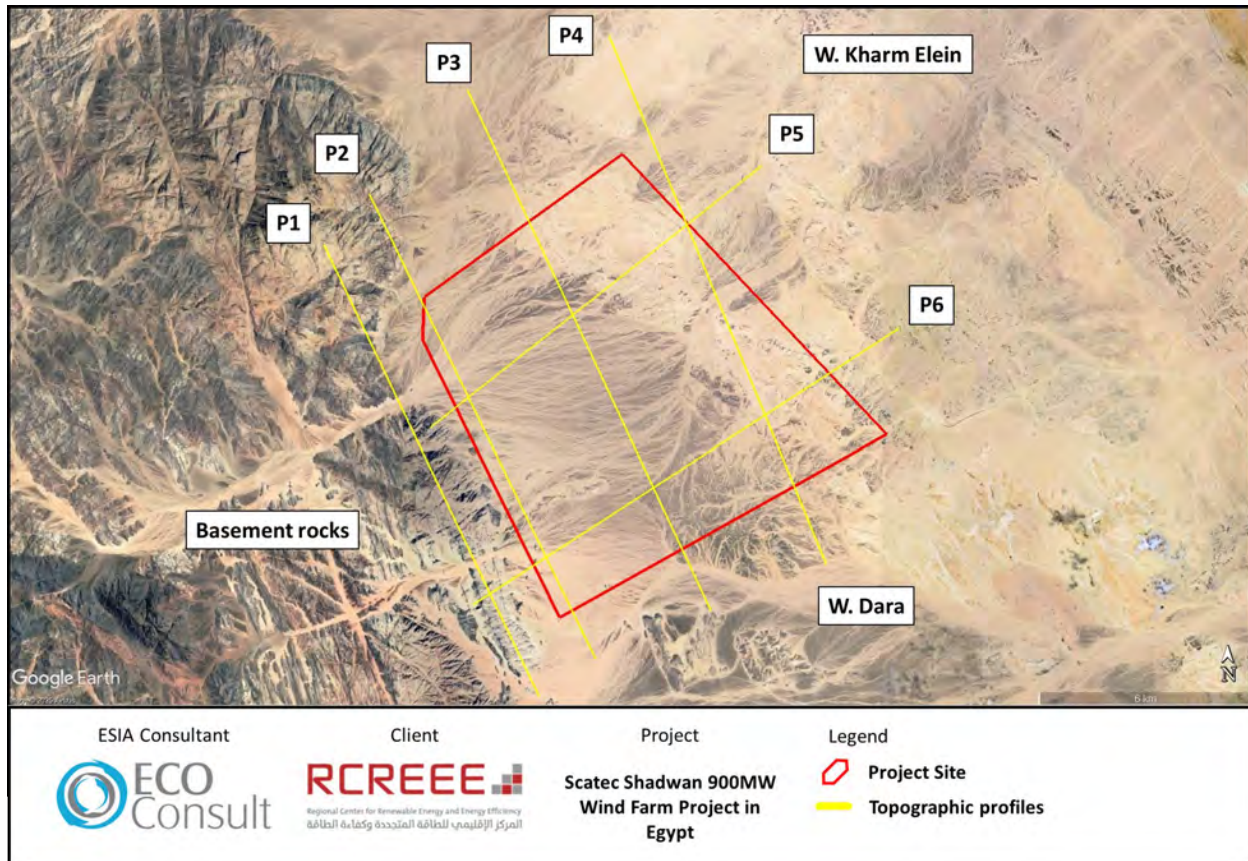 P4
W. Kharm Elein
P3
P5
P2
P1
P6
Basement rocks
W. Dara
Google Earth
N
6 km
ESIA Consultant
ECO
Consult
Client
RCREEE
Regional Center for Renewable Energy and Energy Efficiency
المركز الإقليمي للطاقة المتجددة وكفاءة الطاقة
Project
Scatec Shadwan 900MW
Wind Farm Project in
Egypt
Legend
Project Site
Topographic profiles